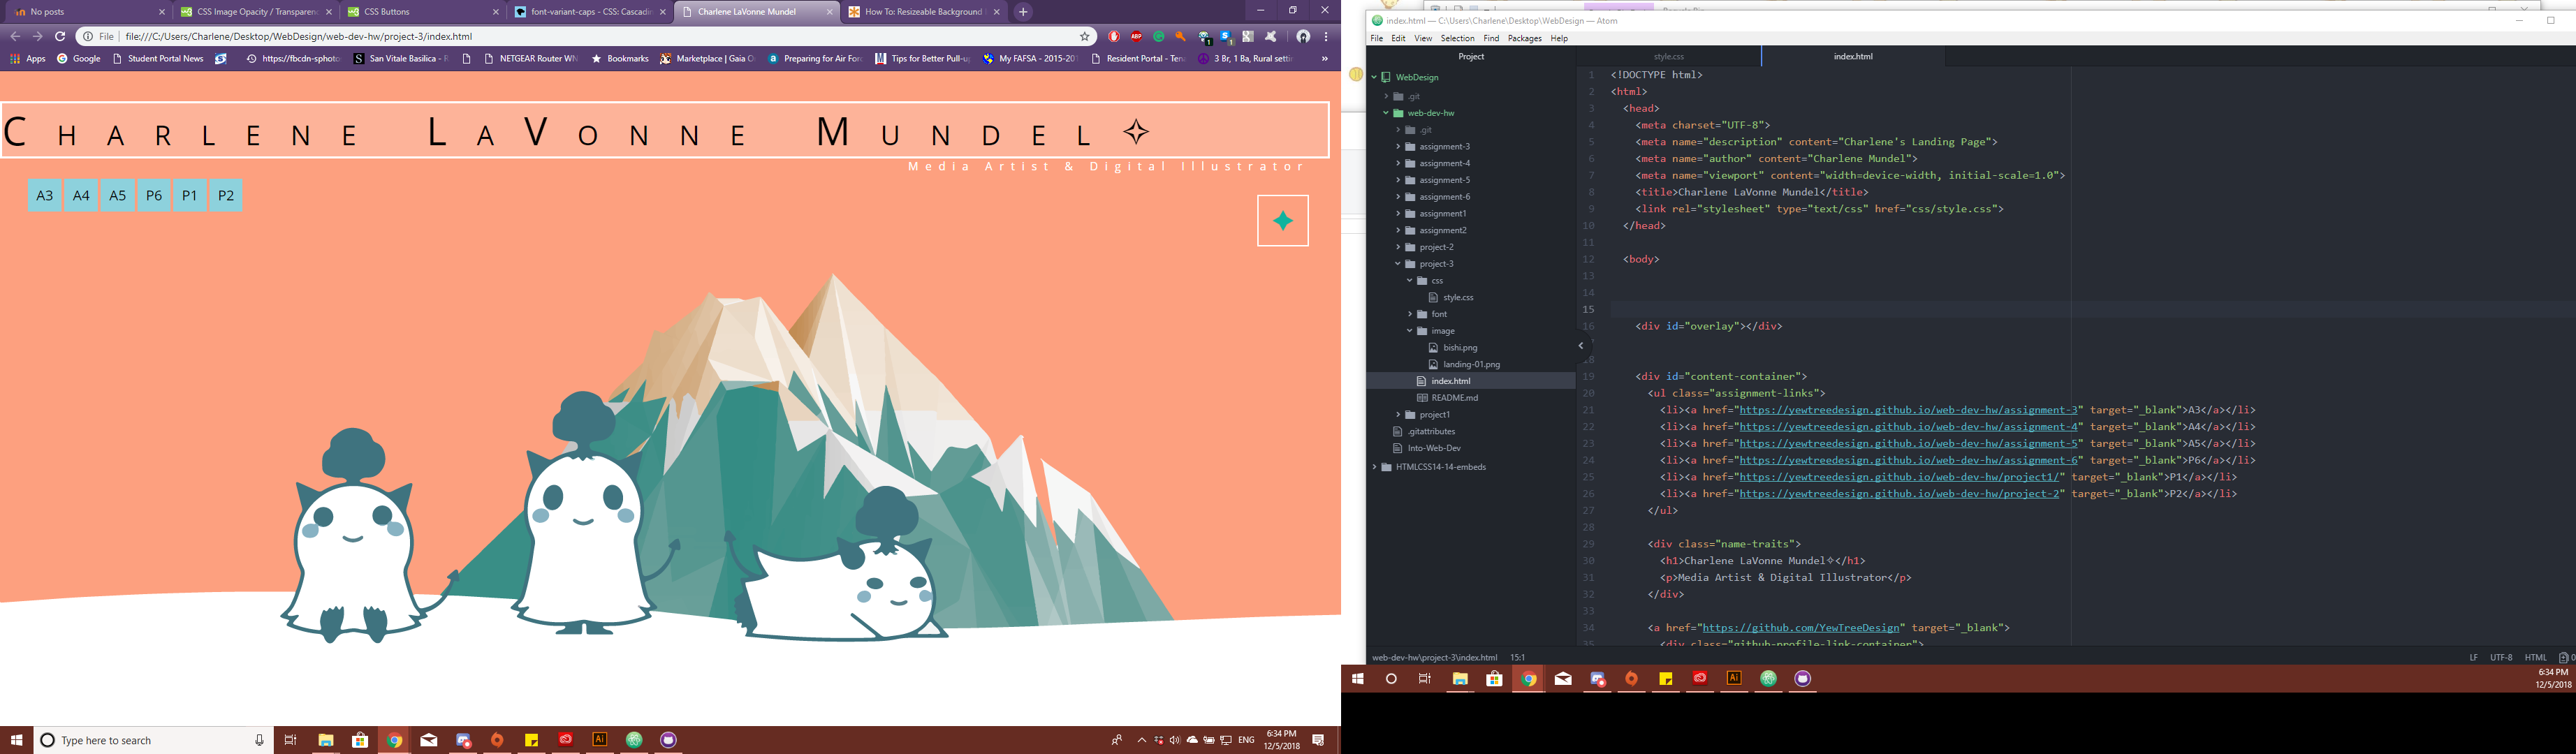 No posts
CSS Image Opacity / Transparen
CSS Buttons
font-variant-caps - CSS: Cascadin
Charlene LaVonne Mundel
How To: Resizeable Background
File file:///C:/Users/Charlene/Desktop/WebDesign/web-dev-hw/project-3/index.html
Apps Google Student Portal News https://fbcdn-sphoto San Vitale Basilica - R NETGEAR Router WN Bookmarks Marketplace | Gaia O Preparing for Air Forc Tips for Better Pull-u My FAFSA - 2015-201 Resident Portal - Ten 3 Br, 1 Ba, Rural setti »
Charlene LaVonne Mundel✧
Media Artist & Digital Illustrator
A3 A4 A5 P6 P1 P2
Type here to search
ENG
6:34 PM
12/5/2018
index.html — C:\Users\Charlene\Desktop\WebDesign — Atom
File Edit View Selection Find Packages Help
Project
WebDesign
.git
web-dev-hw
.git
assignment-3
assignment-4
assignment-5
assignment-6
assignment1
assignment2
project-2
project-3
css
style.css
font
image
bishi.png
landing-01.png
index.html
README.md
project1
.gitattributes
Into-Web-Dev
HTMLCSS14-14-embeds
style.css
index.html
1 <!DOCTYPE html>
2 <html>
3 <head>
4 <meta charset="UTF-8">
5 <meta name="description" content="Charlene's Landing Page">
6 <meta name="author" content="Charlene Mundel">
7 <meta name="viewport" content="width=device-width, initial-scale=1.0">
8 <title>Charlene LaVonne Mundel</title>
9 <link rel="stylesheet" type="text/css" href="css/style.css">
10 </head>
11
12 <body>
13
14
15
16 <div id="overlay"></div>
18
19 <div id="content-container">
20 <ul class="assignment-links">
21 <li><a href="https://yewtreedesign.github.io/web-dev-hw/assignment-3" target="_blank">A3</a></li>
22 <li><a href="https://yewtreedesign.github.io/web-dev-hw/assignment-4" target="_blank">A4</a></li>
23 <li><a href="https://yewtreedesign.github.io/web-dev-hw/assignment-5" target="_blank">A5</a></li>
24 <li><a href="https://yewtreedesign.github.io/web-dev-hw/assignment-6" target="_blank">P6</a></li>
25 <li><a href="https://yewtreedesign.github.io/web-dev-hw/project1/" target="_blank">P1</a></li>
26 <li><a href="https://yewtreedesign.github.io/web-dev-hw/project-2" target="_blank">P2</a></li>
27 </ul>
28
29 <div class="name-traits">
30 <h1>Charlene LaVonne Mundel✧</h1>
31 <p>Media Artist & Digital Illustrator</p>
32 </div>
33
34 <a href="https://github.com/YewTreeDesign" target="_blank">
35 <div class="github-profile-link-container">
web-dev-hw\project-3\index.html 15:1
LF UTF-8 HTML 0
6:34 PM
12/5/2018